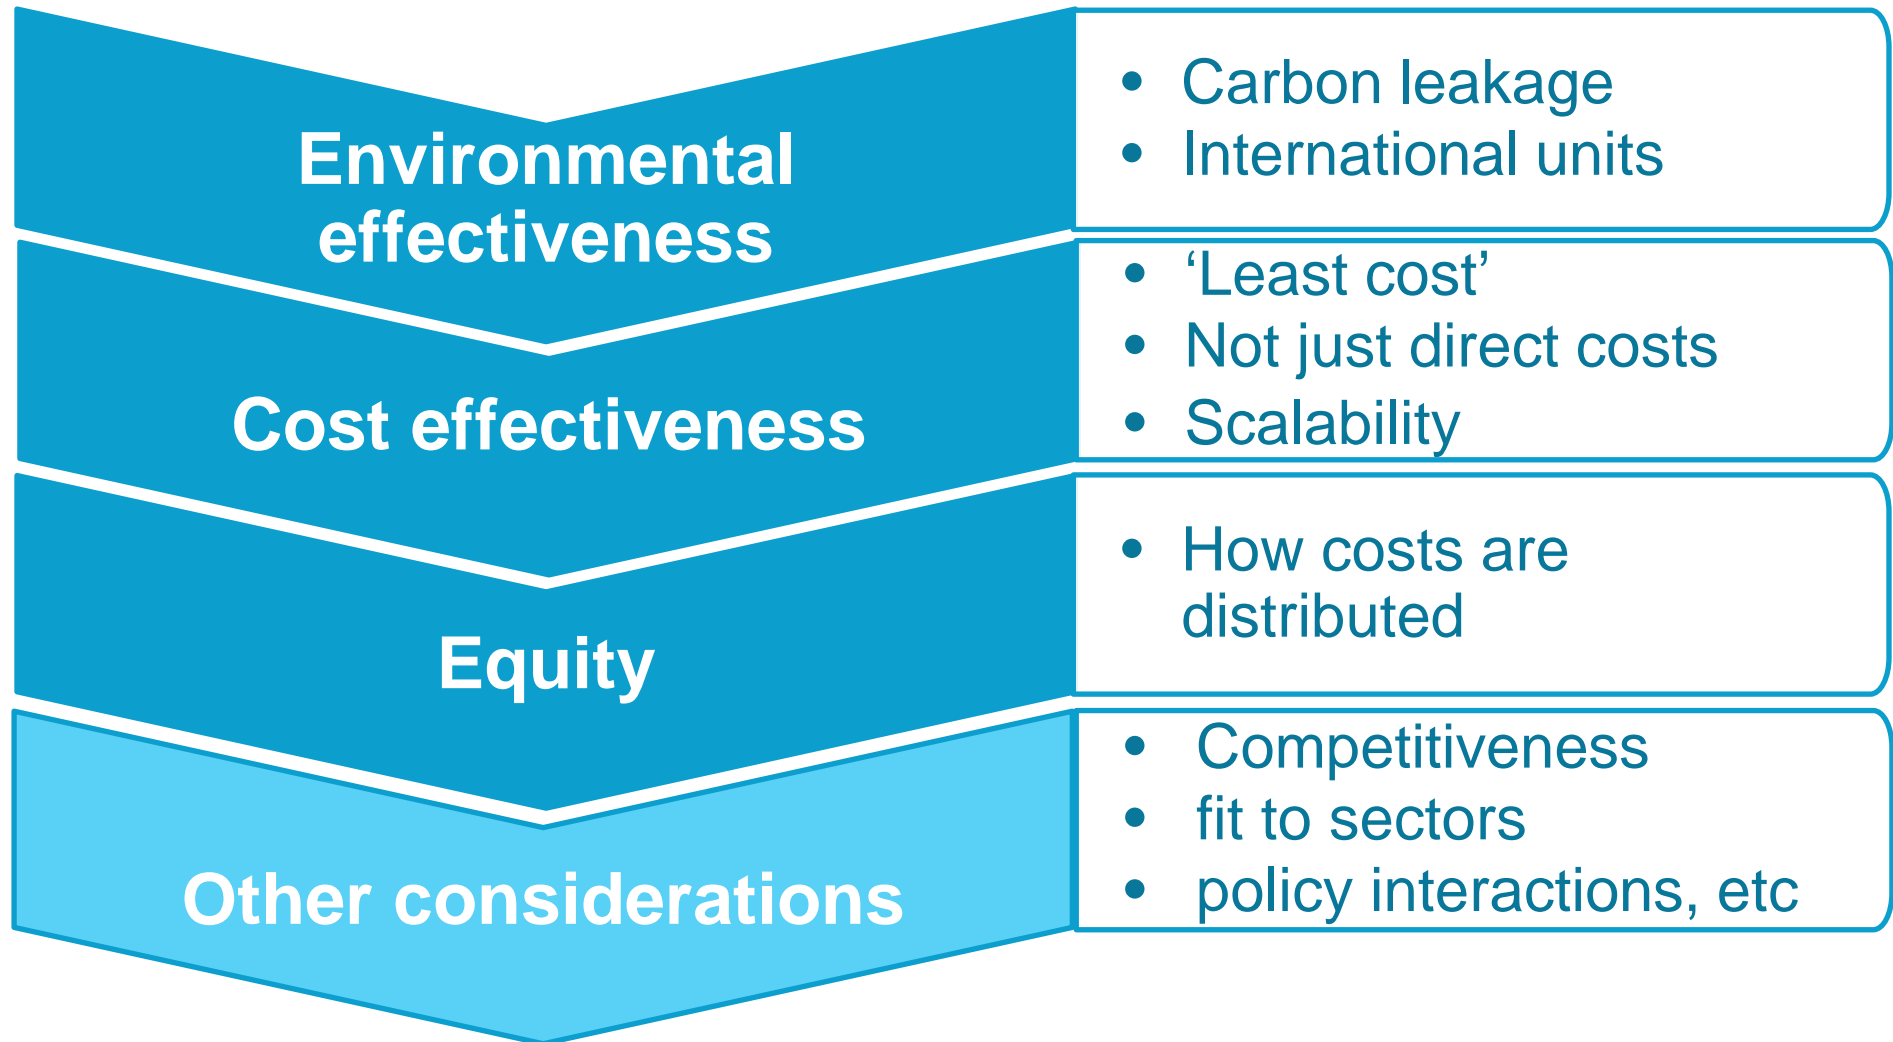 Environmental
effectiveness
• Carbon leakage
• International units
Cost effectiveness
• ‘Least cost’
• Not just direct costs
• Scalability
Equity
• How costs are
distributed
Other considerations
• Competitiveness
• fit to sectors
• policy interactions, etc